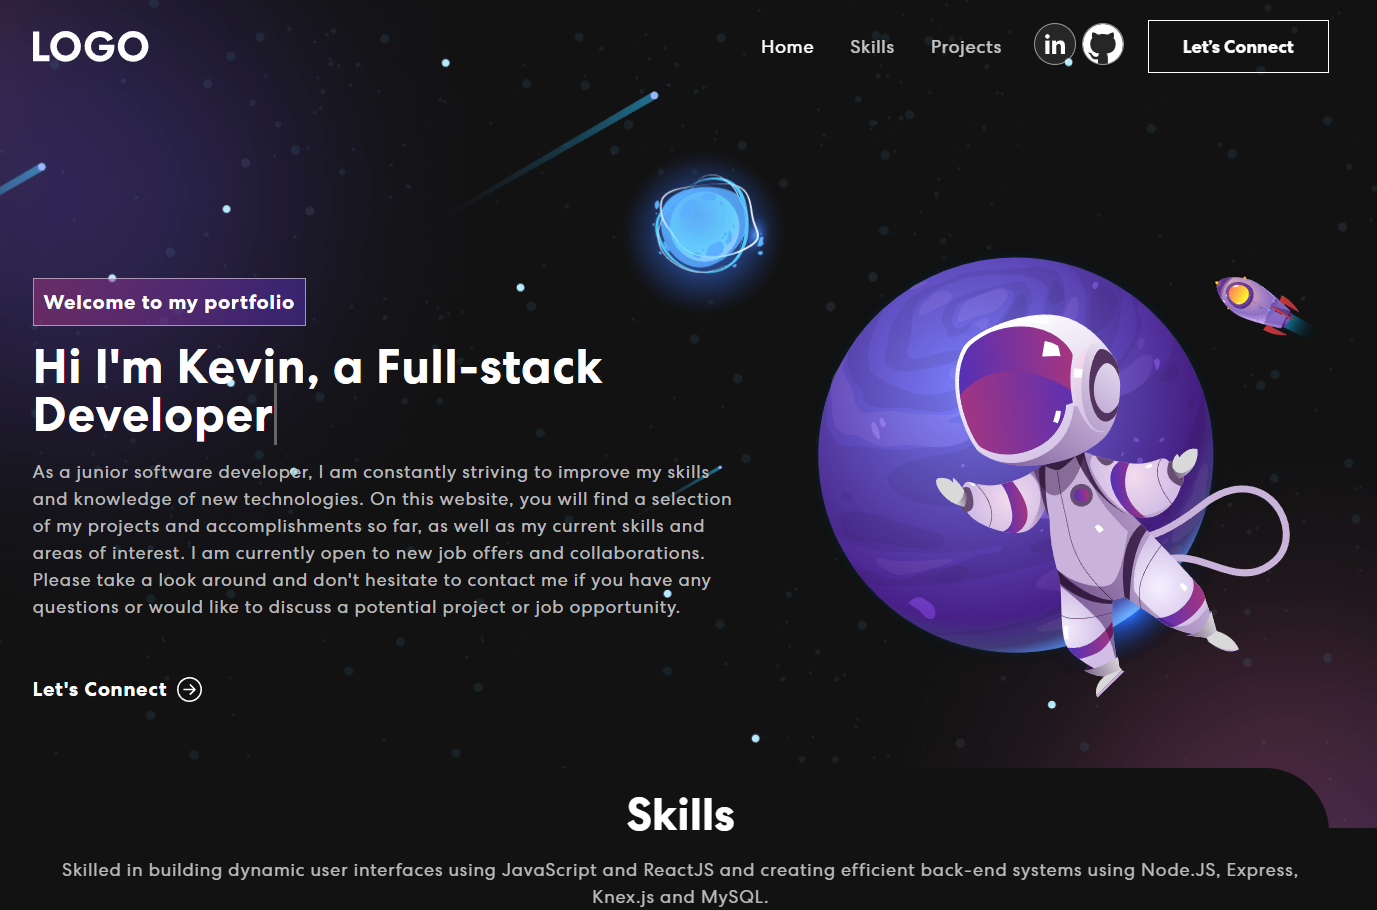 LOGO
Home Skills Projects in Let's Connect
Welcome to my portfolio
Hi I'm Kevin, a Full-stack
Developer
As a junior software developer, I am constantly striving to improve my skills
and knowledge of new technologies. On this website, you will find a selection
of my projects and accomplishments so far, as well as my current skills and
areas of interest. I am currently open to new job offers and collaborations.
Please take a look around and don't hesitate to contact me if you have any
questions or would like to discuss a potential project or job opportunity.
Let's Connect
Skills
Skilled in building dynamic user interfaces using JavaScript and ReactJS and creating efficient back-end systems using Node.JS, Express,
Knex.js and MySQL.